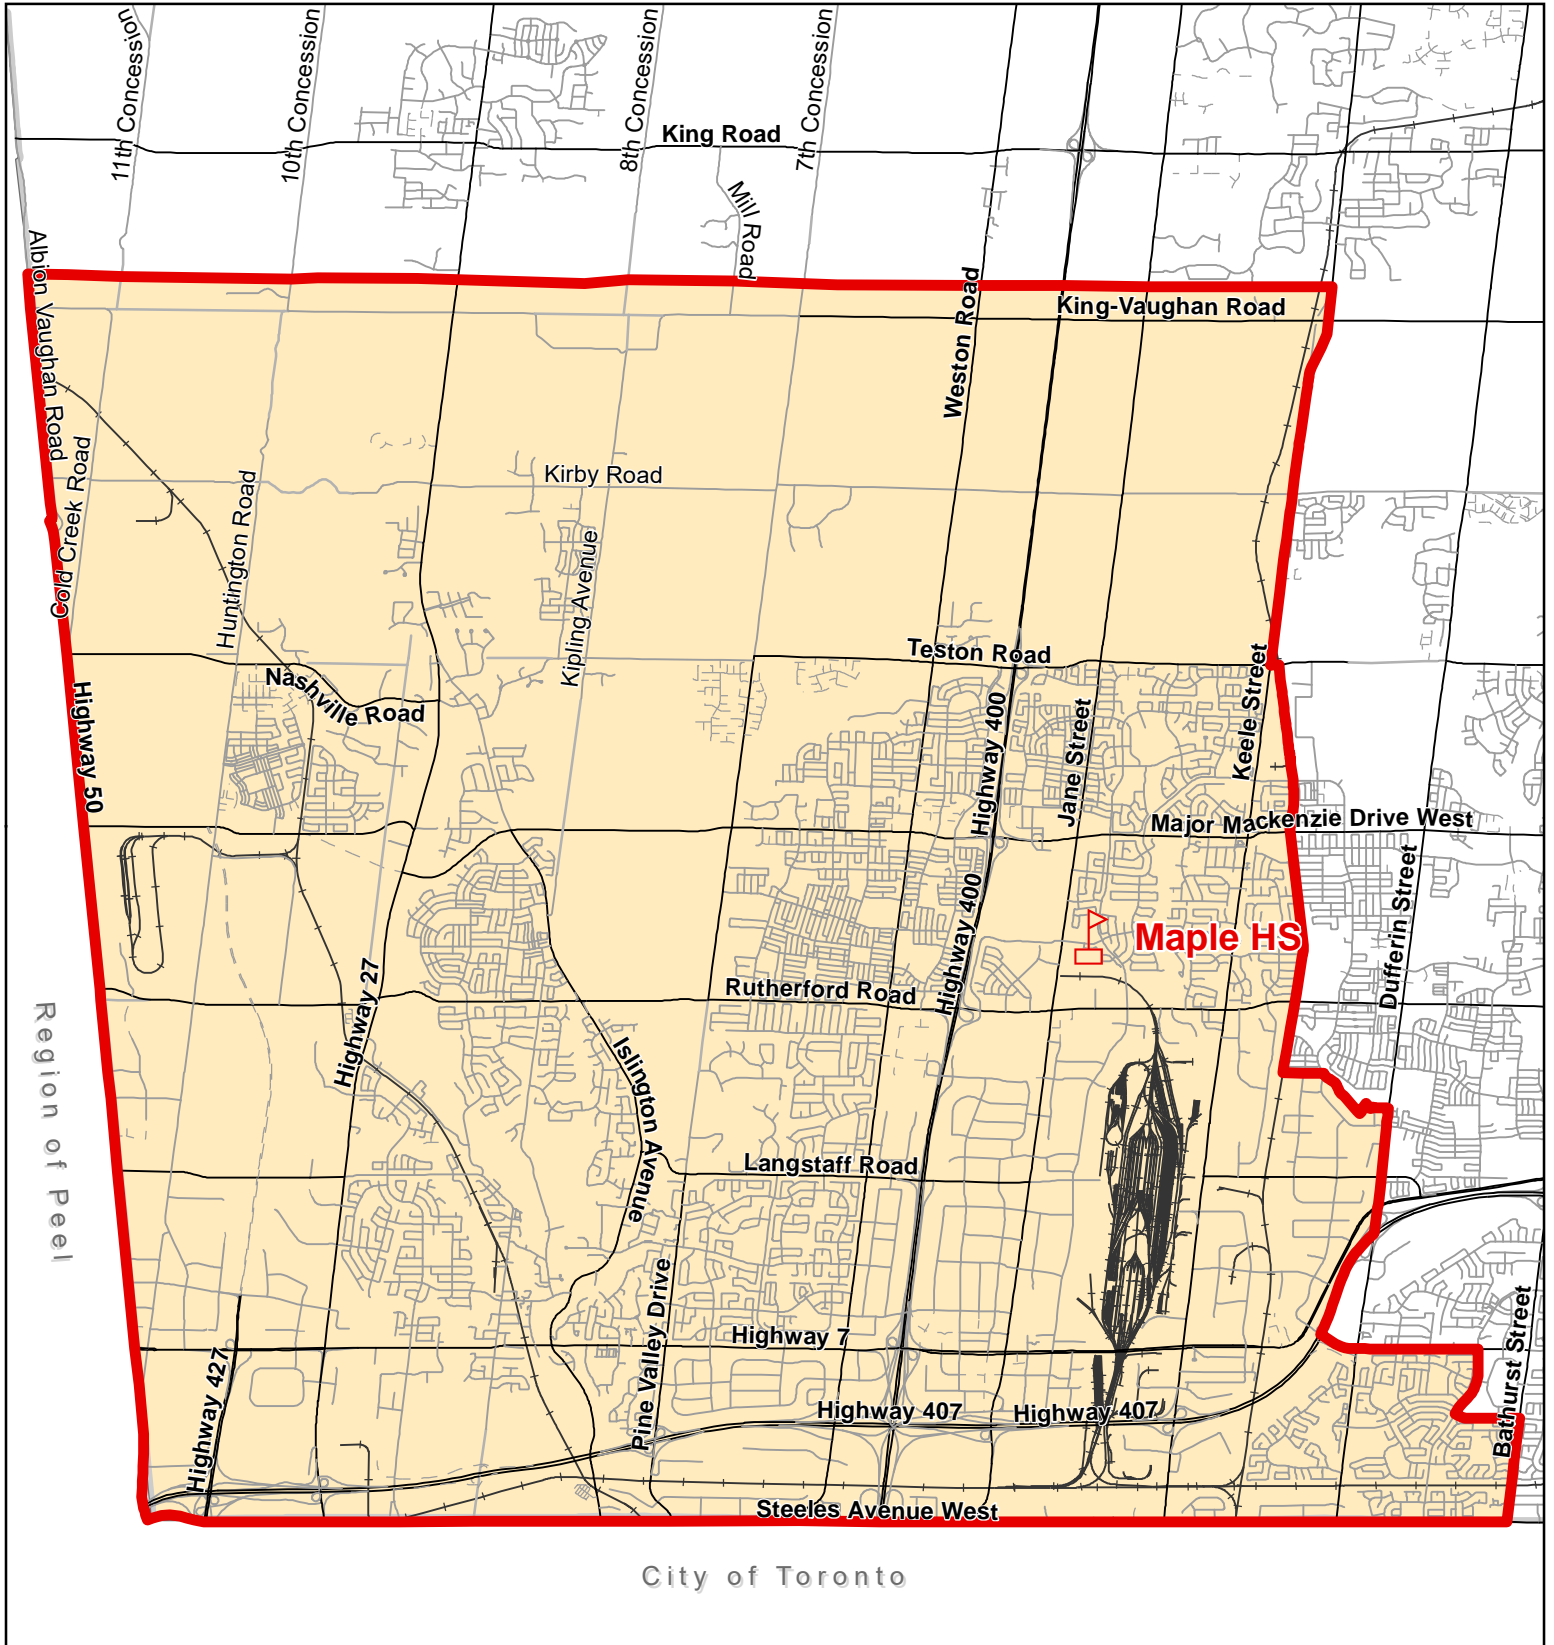 11th Concession
10th Concession
8th Concession
7th Concession
King Road
Mill Road
Albion Vaughan Road
Weston Road
King-Vaughan Road
Cold Creek Road
Huntington Road
Kirby Road
Kipling Avenue
Teston Road
Keele Street
Nashville Road
Highway 50
Highway 400
Jane Street
Major Mackenzie Drive West
Dufferin Street
Highway 400
Maple HS
Highway 27
Rutherford Road
Region of Peel
Islington Avenue
Langstaff Road
Pine Valley Drive
Highway 7
Bathurst Street
Highway 427
Highway 407
Highway 407
Steeles Avenue West
City of Toronto